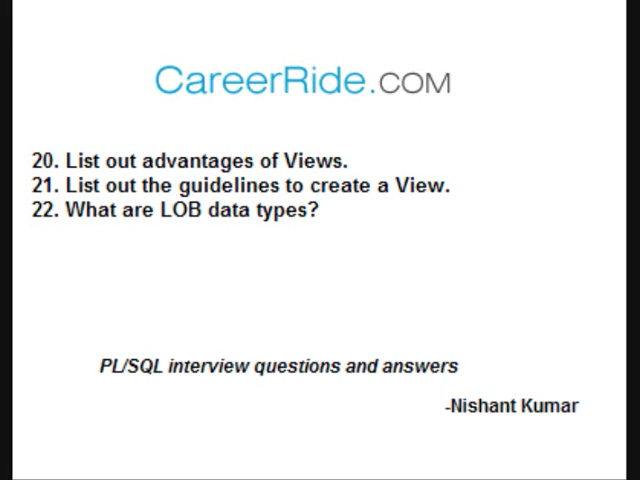 CareerRide.COM
20. List out advantages of Views.
21. List out the guidelines to create a View.
22. What are LOB data types?
PL/SQL interview questions and answers
-Nishant Kumar